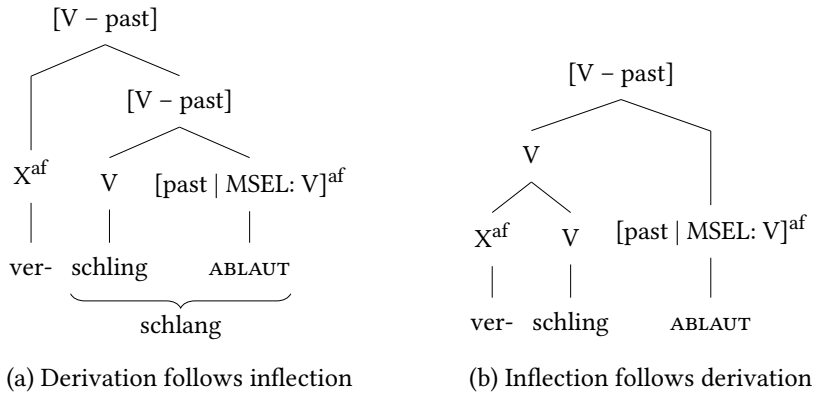 [V – past]
[V – past]
X^af V [past | MSEL: V]^af
ver- schling ABLAUT
schlang
(a) Derivation follows inflection
[V – past]
V
X^af V [past | MSEL: V]^af
ver- schling ABLAUT
(b) Inflection follows derivation